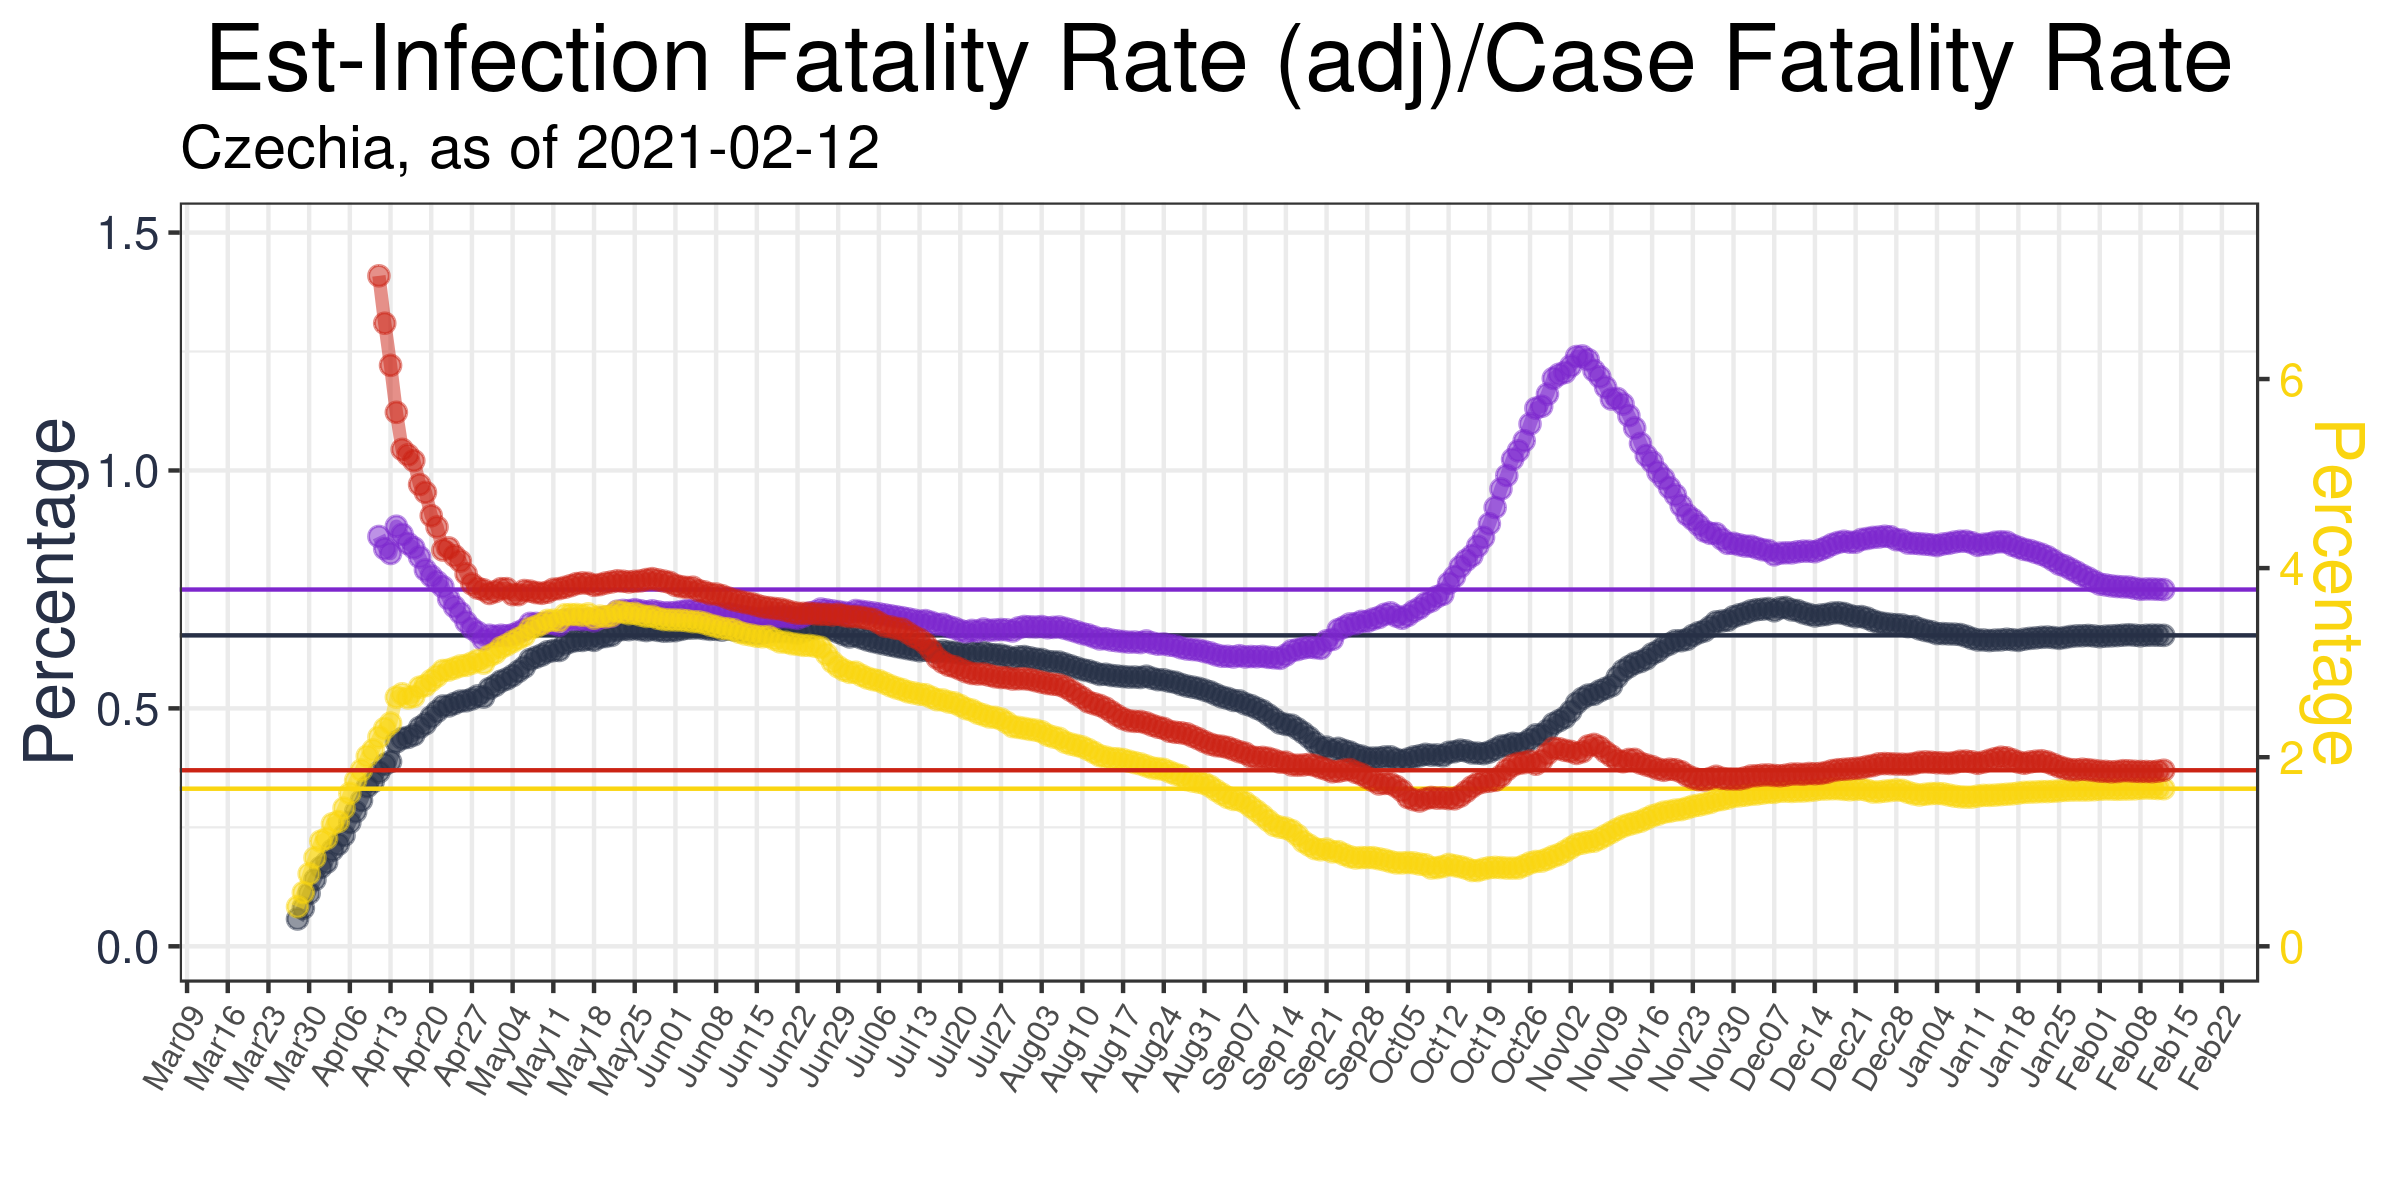 Est-Infection Fatality Rate (adj)/Case Fatality Rate
Czechia, as of 2021-02-12
Percentage
1.5
1.0
0.5
0.0
6
4
2
0
Percentage
Mar09
Mar16
Mar23
Mar30
Apr06
Apr13
Apr20
Apr27
May04
May11
May18
May25
Jun01
Jun08
Jun15
Jun22
Jun29
Jul06
Jul13
Jul20
Jul27
Aug03
Aug10
Aug17
Aug24
Aug31
Sep07
Sep14
Sep21
Sep28
Oct05
Oct12
Oct19
Oct26
Nov02
Nov09
Nov16
Nov23
Nov30
Dec07
Dec14
Dec21
Dec28
Jan04
Jan11
Jan18
Jan25
Feb01
Feb08
Feb15
Feb22